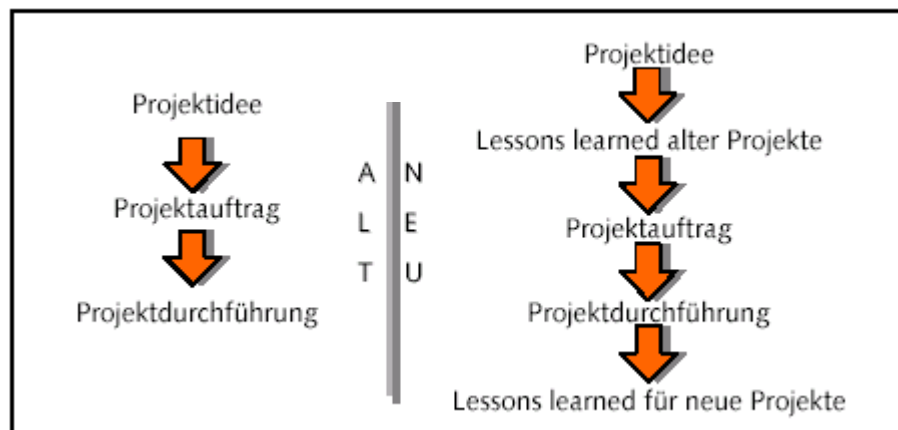 Projektidee
Projektauftrag
Projektdurchführung
A
L
T
N
E
U
Projektidee
Lessons learned alter Projekte
Projektauftrag
Projektdurchführung
Lessons learned für neue Projekte